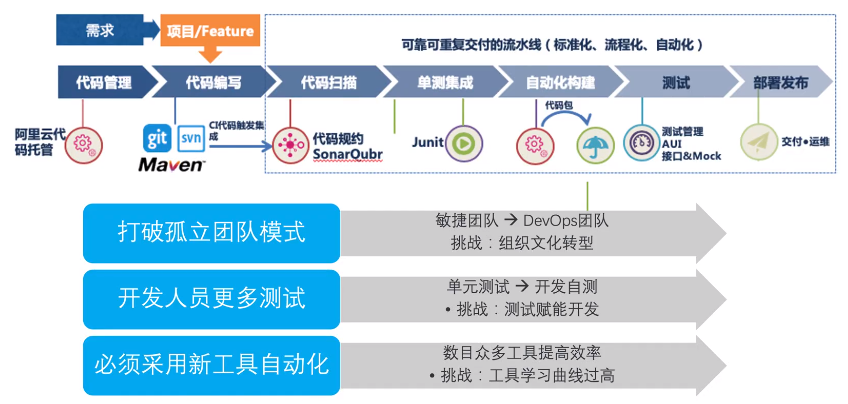 需求
项目/Feature
可靠可重复交付的流水线（标准化、流程化、自动化）
代码管理
代码编写
代码扫描
单测集成
自动化构建
测试
部署发布
阿里云代
码托管
git
svn
Maven™
CI代码触发集
成
代码规约
SonarQubr
Junit
代码包
测试管理
AUI
接口&Mock
交付•运维
打破孤立团队模式
敏捷团队 → DevOps团队
挑战：组织文化转型
开发人员更多测试
单元测试 → 开发自测
• 挑战：测试赋能开发
必须采用新工具自动化
数目众多工具提高效率
• 挑战：工具学习曲线过高